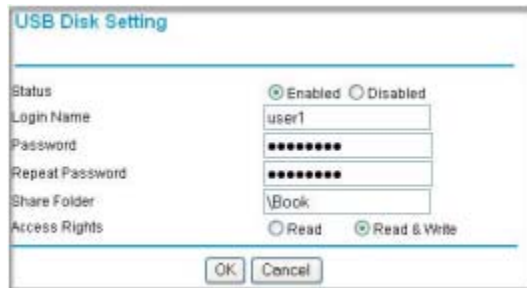 USB Disk Setting
Status Enabled Disabled
Login Name user1
Password ●●●●●●●●
Repeat Password ●●●●●●●●
Share Folder \Book
Access Rights Read Read & Write
OK Cancel